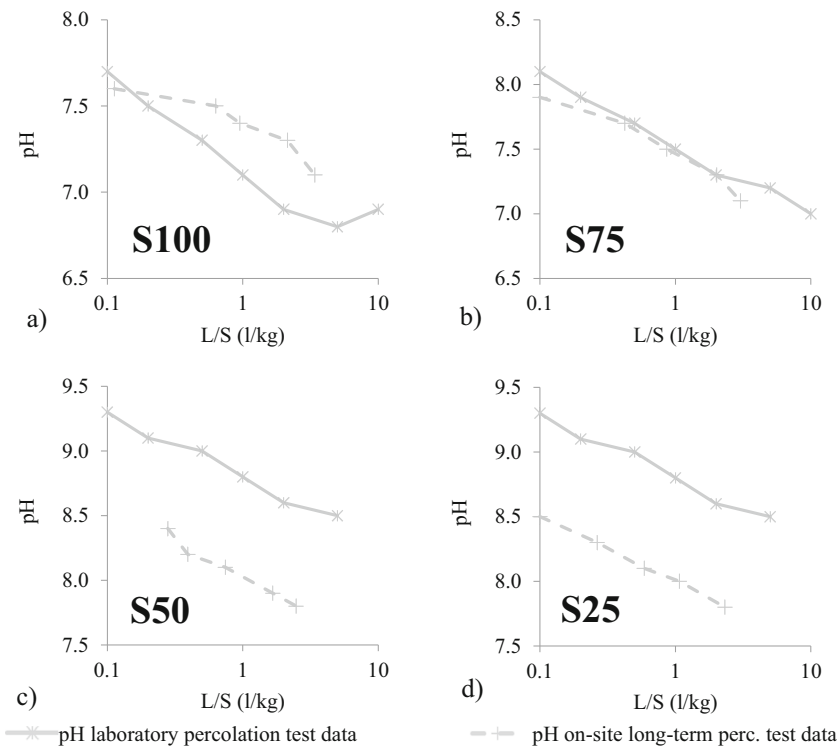 8.0
7.5
7.0
6.5
pH
0.1 1 10
L/S (l/kg)
S100
a)
8.5
8.0
7.5
7.0
6.5
pH
0.1 1 10
L/S (l/kg)
S75
b)
9.5
9.0
8.5
8.0
7.5
pH
0.1 1 10
L/S (l/kg)
S50
c)
9.5
9.0
8.5
8.0
7.5
pH
0.1 1 10
L/S (l/kg)
S25
d)
pH laboratory percolation test data
pH on-site long-term perc. test data